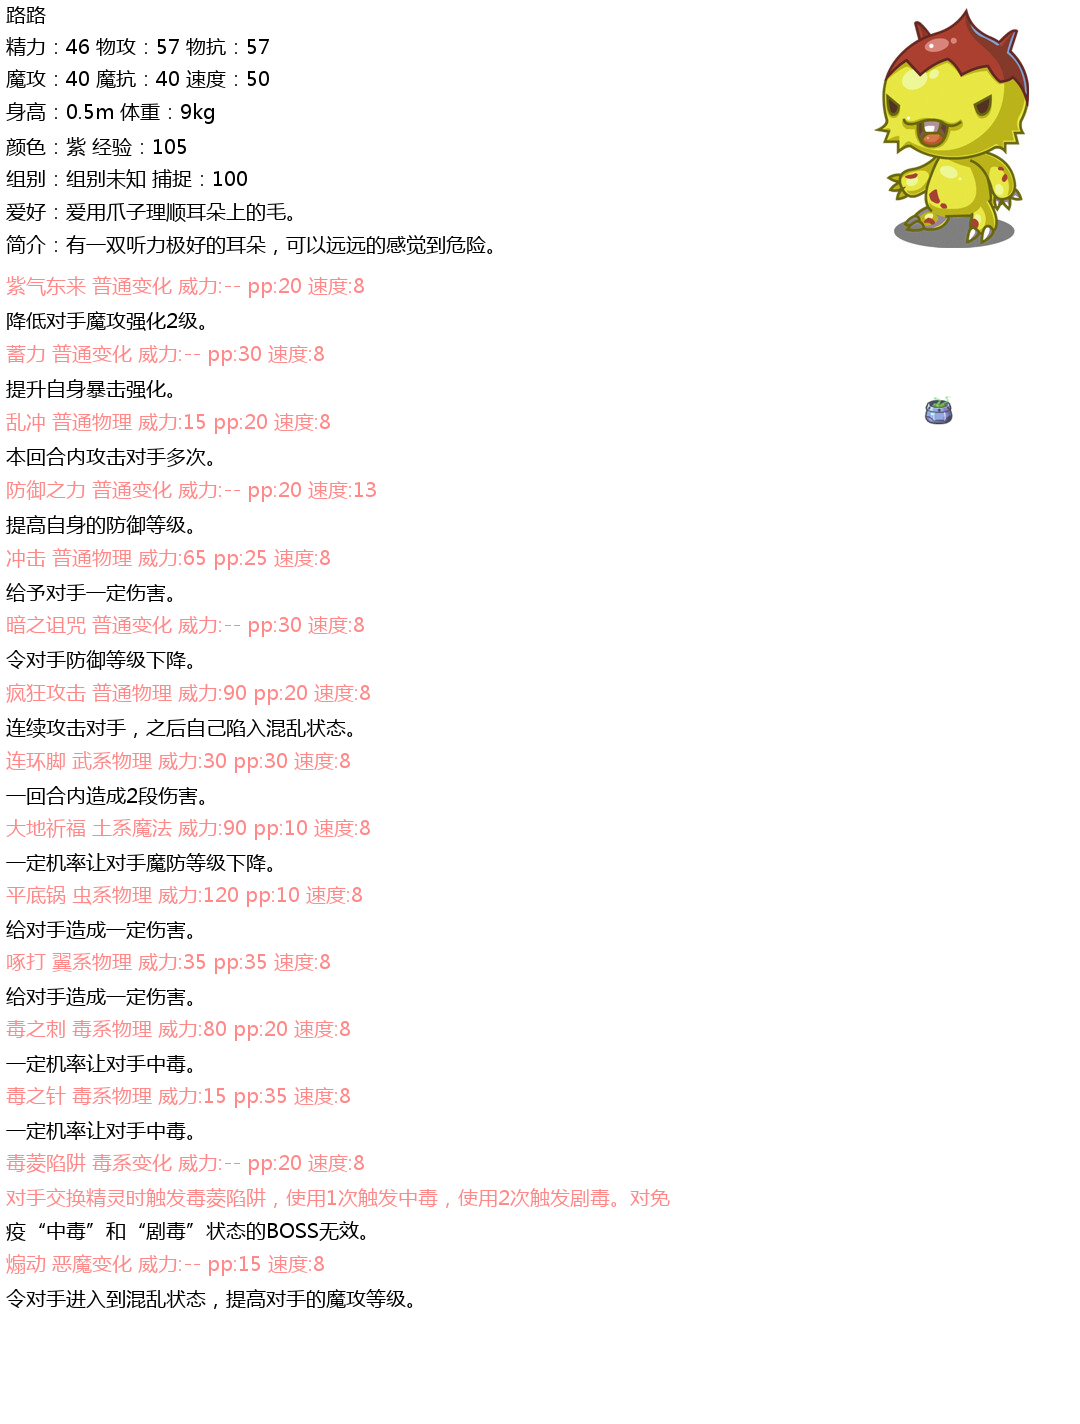 路路
精力：46 物攻：57 物抗：57
魔攻：40 魔抗：40 速度：50
身高：0.5m 体重：9kg
颜色：紫 经验：105
组别：组别未知 捕捉：100
爱好：爱用爪子理顺耳朵上的毛。
简介：有一双听力极好的耳朵，可以远远的感觉到危险。
紫气东来 普通变化 威力:-- pp:20 速度:8
降低对手魔攻强化2级。
蓄力 普通变化 威力:-- pp:30 速度:8
提升自身暴击强化。
乱冲 普通物理 威力:15 pp:20 速度:8
本回合内攻击对手多次。
防御之力 普通变化 威力:-- pp:20 速度:13
提高自身的防御等级。
冲击 普通物理 威力:65 pp:25 速度:8
给予对手一定伤害。
暗之诅咒 普通变化 威力:-- pp:30 速度:8
令对手防御等级下降。
疯狂攻击 普通物理 威力:90 pp:20 速度:8
连续攻击对手，之后自己陷入混乱状态。
连环脚 武系物理 威力:30 pp:30 速度:8
一回合内造成2段伤害。
大地祈福 土系魔法 威力:90 pp:10 速度:8
一定机率让对手魔防等级下降。
平底锅 虫系物理 威力:120 pp:10 速度:8
给对手造成一定伤害。
啄打 翼系物理 威力:35 pp:35 速度:8
给对手造成一定伤害。
毒之刺 毒系物理 威力:80 pp:20 速度:8
一定机率让对手中毒。
毒之针 毒系物理 威力:15 pp:35 速度:8
一定机率让对手中毒。
毒菱陷阱 毒系变化 威力:-- pp:20 速度:8
对手交换精灵时触发毒菱陷阱，使用1次触发中毒，使用2次触发剧毒。对免
疫“中毒”和“剧毒”状态的BOSS无效。
煽动 恶魔变化 威力:-- pp:15 速度:8
令对手进入到混乱状态，提高对手的魔攻等级。